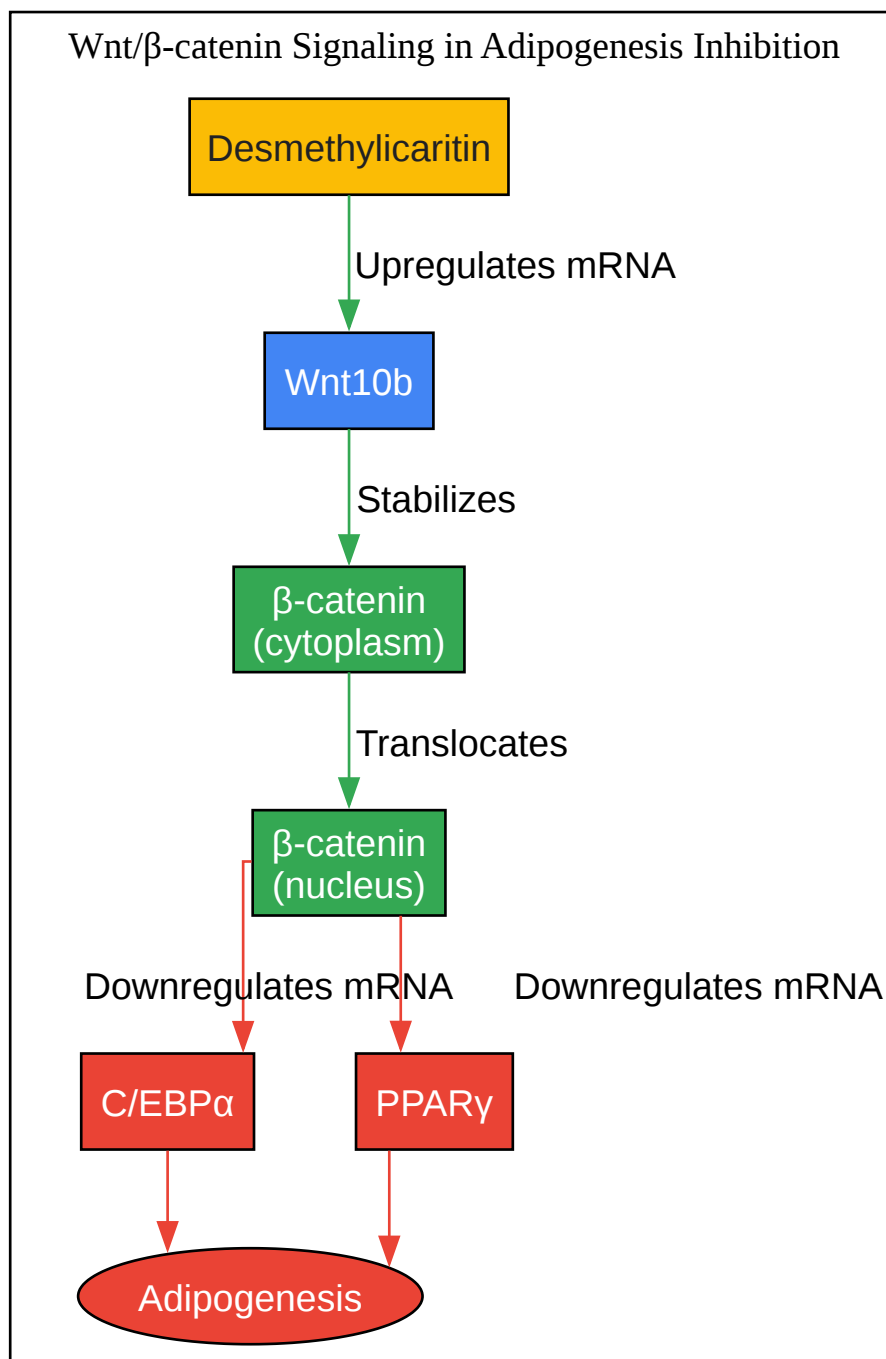 Wnt/β-catenin Signaling in Adipogenesis Inhibition
Desmethylicaritin
Upregulates mRNA
Wnt10b
Stabilizes
β-catenin
(cytoplasm)
Translocates
β-catenin
(nucleus)
Downregulates mRNA
Downregulates mRNA
C/EBPα
PPARγ
Adipogenesis